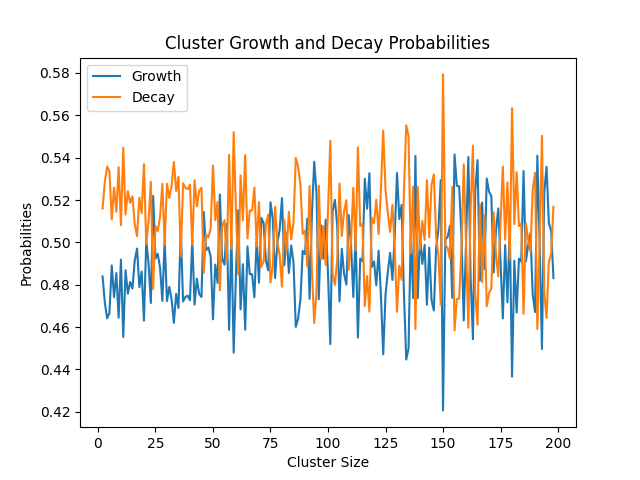 Cluster Growth and Decay Probabilities
Growth
Decay
0.58
0.56
0.54
0.52
0.50
0.48
0.46
0.44
0.42
Probabilities
0 25 50 75 100 125 150 175 200
Cluster Size